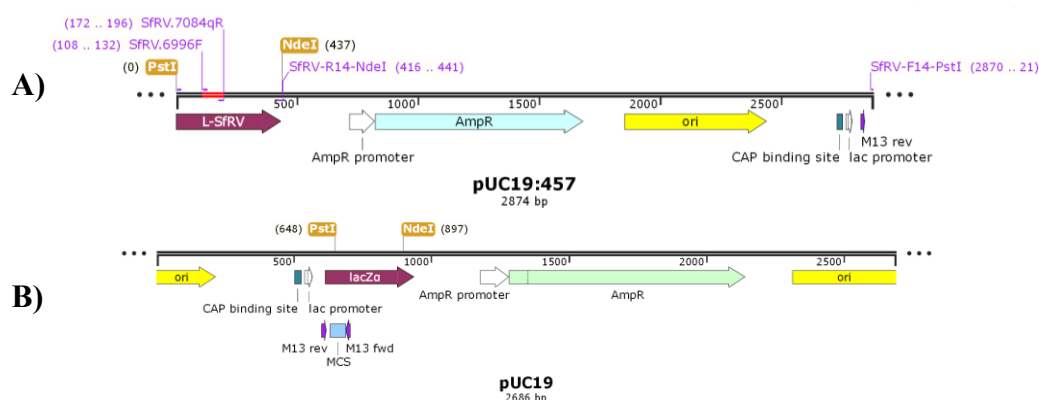 A)
(172 .. 196) SfRV.7084qR
(108 .. 132) SfRV.6996F
NdeI (437)
(0) PstI
SfRV-R14-NdeI (416 .. 441)
SfRV-F14-PstI (2870 .. 21)
500 1000 1500 2000 2500
L-SfRV
AmpR
ori
M13 rev
AmpR promoter
CAP binding site lac promoter
pUC19:457
2874 bp
B)
(648) PstI
NdeI (897)
500 1000 1500 2000 2500
ori
lacZα
AmpR promoter
AmpR
ori
CAP binding site lac promoter
M13 rev
M13 fwd
MCS
pUC19
2686 bp